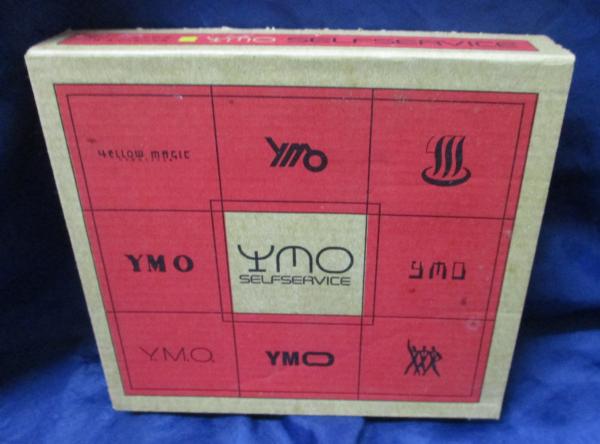 YMO SELFSERVICE
YELLOW MAGIC
YMO
YMO
YMO
SELFSERVICE
YMO
Y.M.O.
YMO